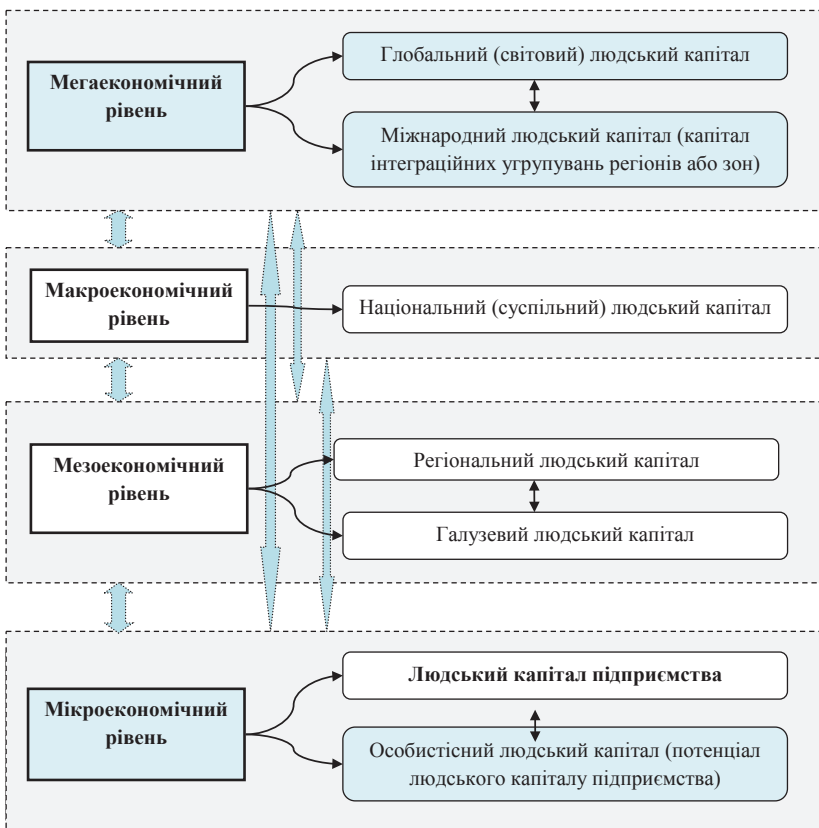 Мегаекономічний
рівень
Глобальний (світовий) людський капітал
Міжнародний людський капітал (капітал
інтеграційних угрупувань регіонів або зон)
Макроекономічний
рівень
Національний (суспільний) людський капітал
Мезоекономічний
рівень
Регіональний людський капітал
Галузевий людський капітал
Мікроекономічний
рівень
Людський капітал підприємства
Особистісний людський капітал (потенціал
людського капіталу підприємства)